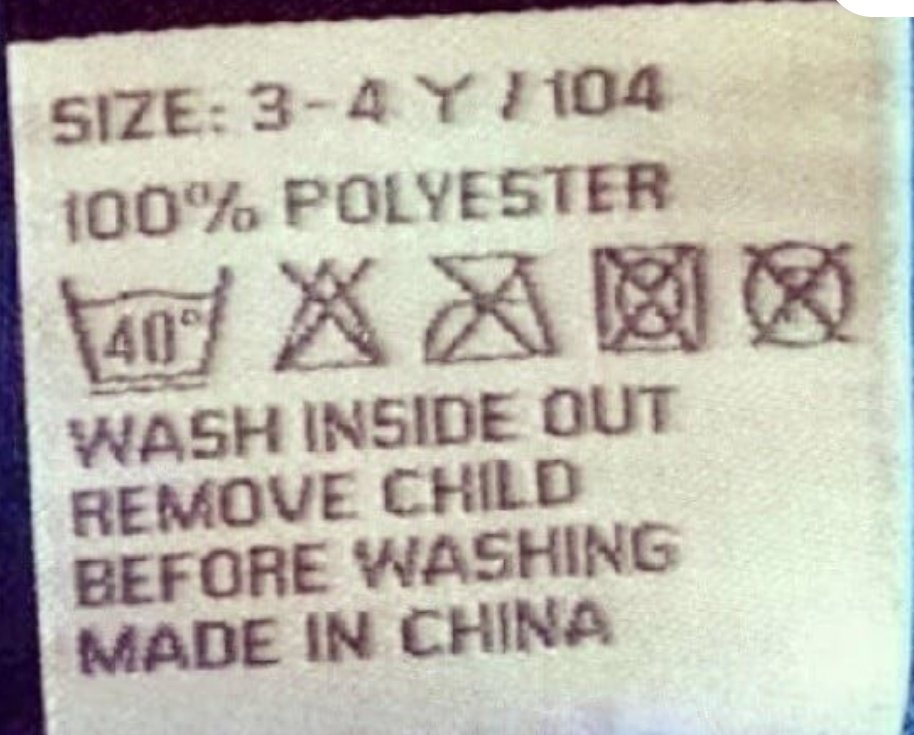 SIZE: 3-4 Y / 104
100% POLYESTER
40°
WASH INSIDE OUT
REMOVE CHILD
BEFORE WASHING
MADE IN CHINA